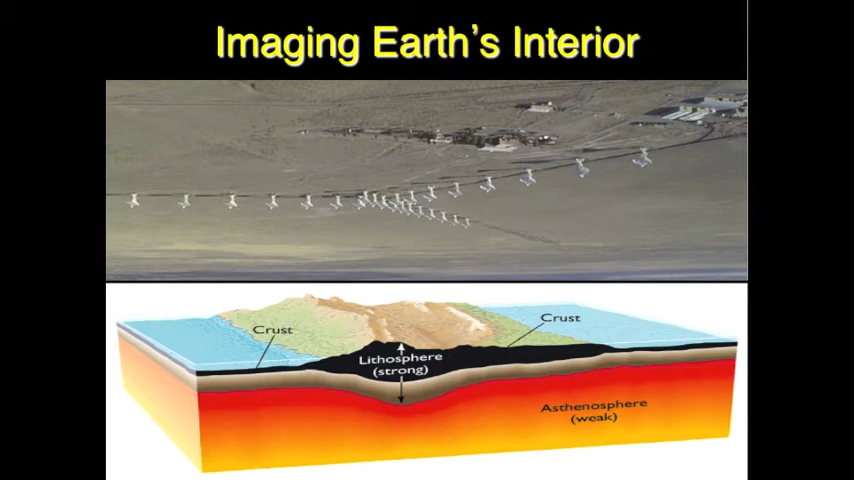 Imaging Earth's Interior
Crust
Crust
Lithosphere
(strong)
Asthenosphere
(weak)